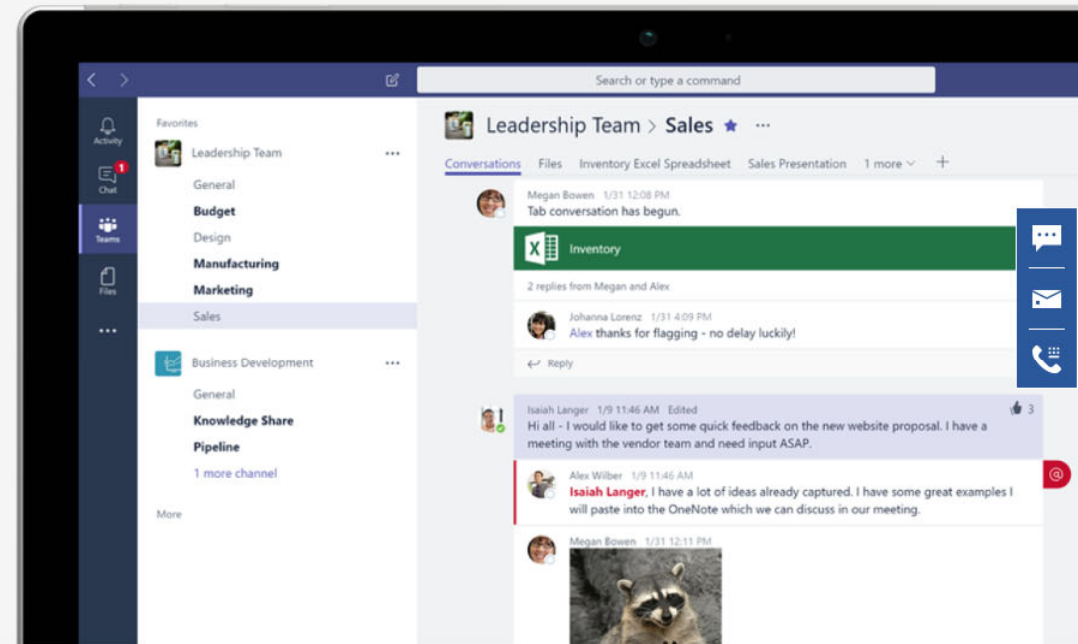 Search or type a command
Activity
Chat
1
Teams
Files
Favorites
Leadership Team
General
Budget
Design
Manufacturing
Marketing
Sales
Business Development
General
Knowledge Share
Pipeline
1 more channel
More
Leadership Team > Sales
Conversations Files Inventory Excel Spreadsheet Sales Presentation 1 more
Megan Bowen 1/31 12:08 PM
Tab conversation has begun.
X Inventory
2 replies from Megan and Alex
Johanna Lorenz 1/31 4:09 PM
Alex thanks for flagging - no delay luckily!
Reply
Isaiah Langer 1/9 11:46 AM Edited
3
Hi all - I would like to get some quick feedback on the new website proposal. I have a
meeting with the vendor team and need input ASAP.
Alex Wilber 1/9 11:46 AM
@
Isaiah Langer, I have a lot of ideas already captured. I have some great examples I
will paste into the OneNote which we can discuss in our meeting.
Megan Bowen 1/31 12:11 PM